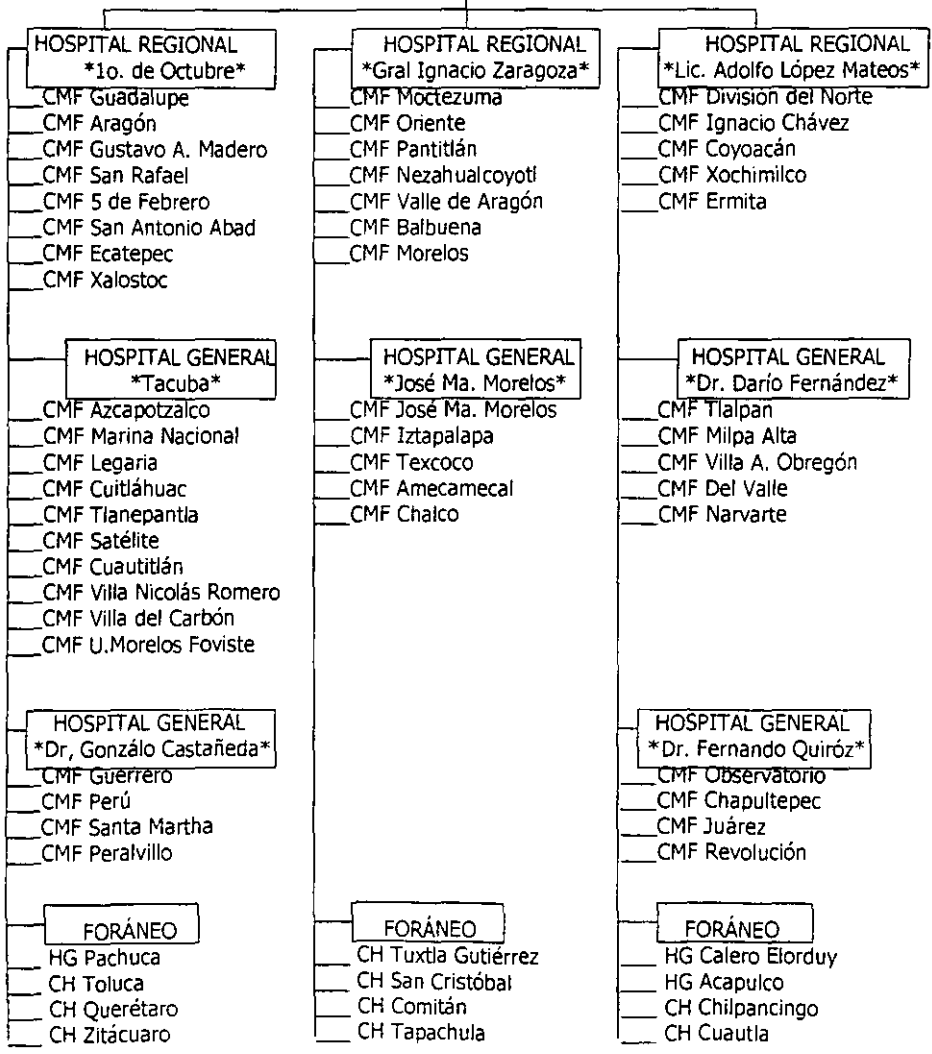 HOSPITAL REGIONAL
*1o. de Octubre*
CMF Guadalupe
CMF Aragón
CMF Gustavo A. Madero
CMF San Rafael
CMF 5 de Febrero
CMF San Antonio Abad
CMF Ecatepec
CMF Xalostoc
HOSPITAL GENERAL
*Tacuba*
CMF Azcapotzalco
CMF Marina Nacional
CMF Legaria
CMF Cuitláhuac
CMF Tlanepantla
CMF Satélite
CMF Cuautitlán
CMF Villa Nicolás Romero
CMF Villa del Carbón
CMF U.Morelos Foviste
HOSPITAL GENERAL
*Dr, Gonzálo Castañeda*
CMF Guerrero
CMF Perú
CMF Santa Martha
CMF Peralvillo
FORÁNEO
HG Pachuca
CH Toluca
CH Querétaro
CH Zitácuaro
HOSPITAL REGIONAL
*Gral Ignacio Zaragoza*
CMF Moctezuma
CMF Oriente
CMF Pantitlán
CMF Nezahualcoyotl
CMF Valle de Aragón
CMF Balbuena
CMF Morelos
HOSPITAL GENERAL
*José Ma. Morelos*
CMF José Ma. Morelos
CMF Iztapalapa
CMF Texcoco
CMF Amecamecal
CMF Chalco
FORÁNEO
CH Tuxtla Gutiérrez
CH San Cristóbal
CH Comitán
CH Tapachula
HOSPITAL REGIONAL
*Lic. Adolfo López Mateos*
CMF División del Norte
CMF Ignacio Chávez
CMF Coyoacán
CMF Xochimilco
CMF Ermita
HOSPITAL GENERAL
*Dr. Darío Fernández*
CMF Tlalpan
CMF Milpa Alta
CMF Villa A. Obregón
CMF Del Valle
CMF Narvarte
HOSPITAL GENERAL
*Dr. Fernando Quiróz*
CMF Observatorio
CMF Chapultepec
CMF Juárez
CMF Revolución
FORÁNEO
HG Calero Elorduy
HG Acapulco
CH Chilpancingo
CH Cuautla